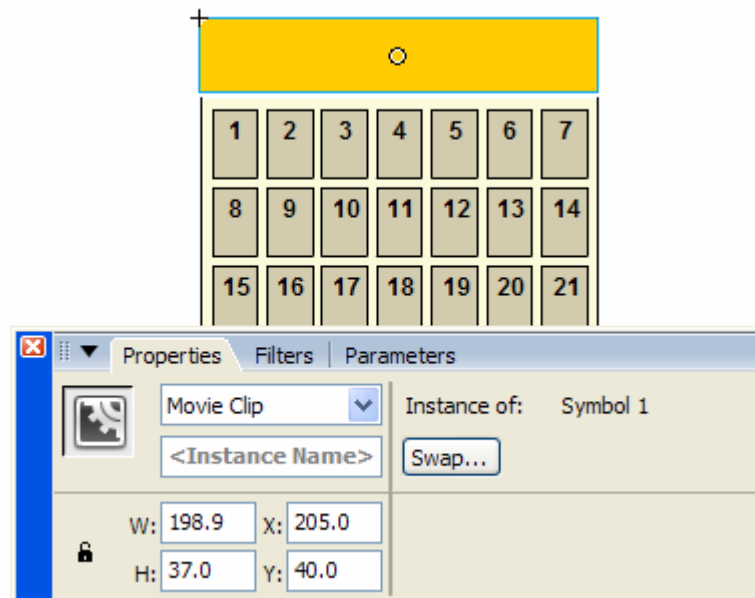 1 2 3 4 5 6 7
8 9 10 11 12 13 14
15 16 17 18 19 20 21
Properties Filters Parameters
Movie Clip Instance of: Symbol 1
<Instance Name> Swap...
W: 198.9 X: 205.0
H: 37.0 Y: 40.0